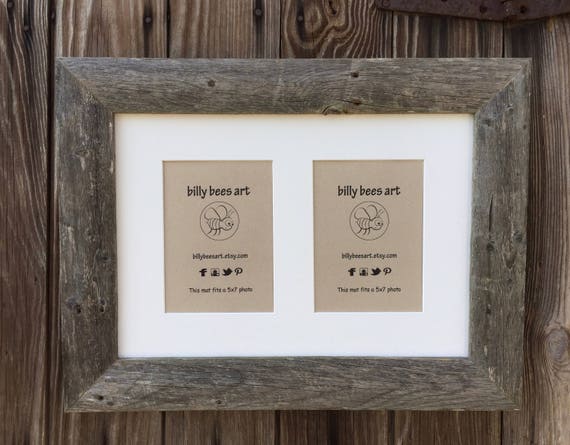 billy bees art
billybeesart.etsy.com
This mat fits a 5x7 photo
billy bees art
billybeesart.etsy.com
This mat fits a 5x7 photo